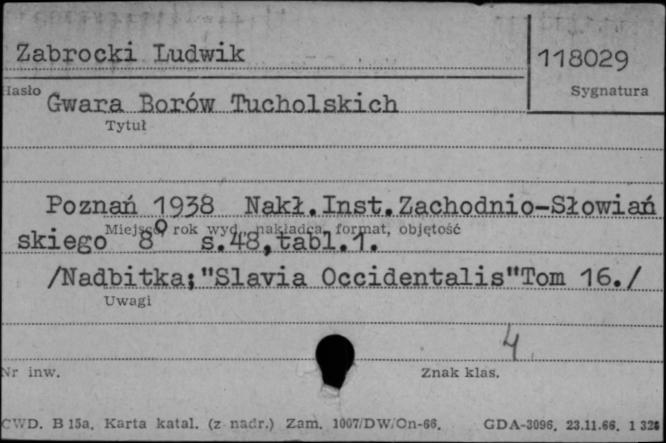 Zabrocki Ludwik
118029
Hasło
Sygnatura
Gwara Borów Tucholskich
Tytuł
Poznań 1938 Nakł.Inst.Zachodnio-Słowiań
Miejsce, rok wyd., nakładca, format, objętość
skiego 8° s.48,tabl.1.
/Nadbitka;"Slavia Occidentalis"Tom 16./
Uwagi
4
Nr inw.
Znak klas.
CWD. B 15a. Karta katal. (z nadr.) Zam. 1007/DW/On-66. GDA-3096. 23.11.66. 1 328